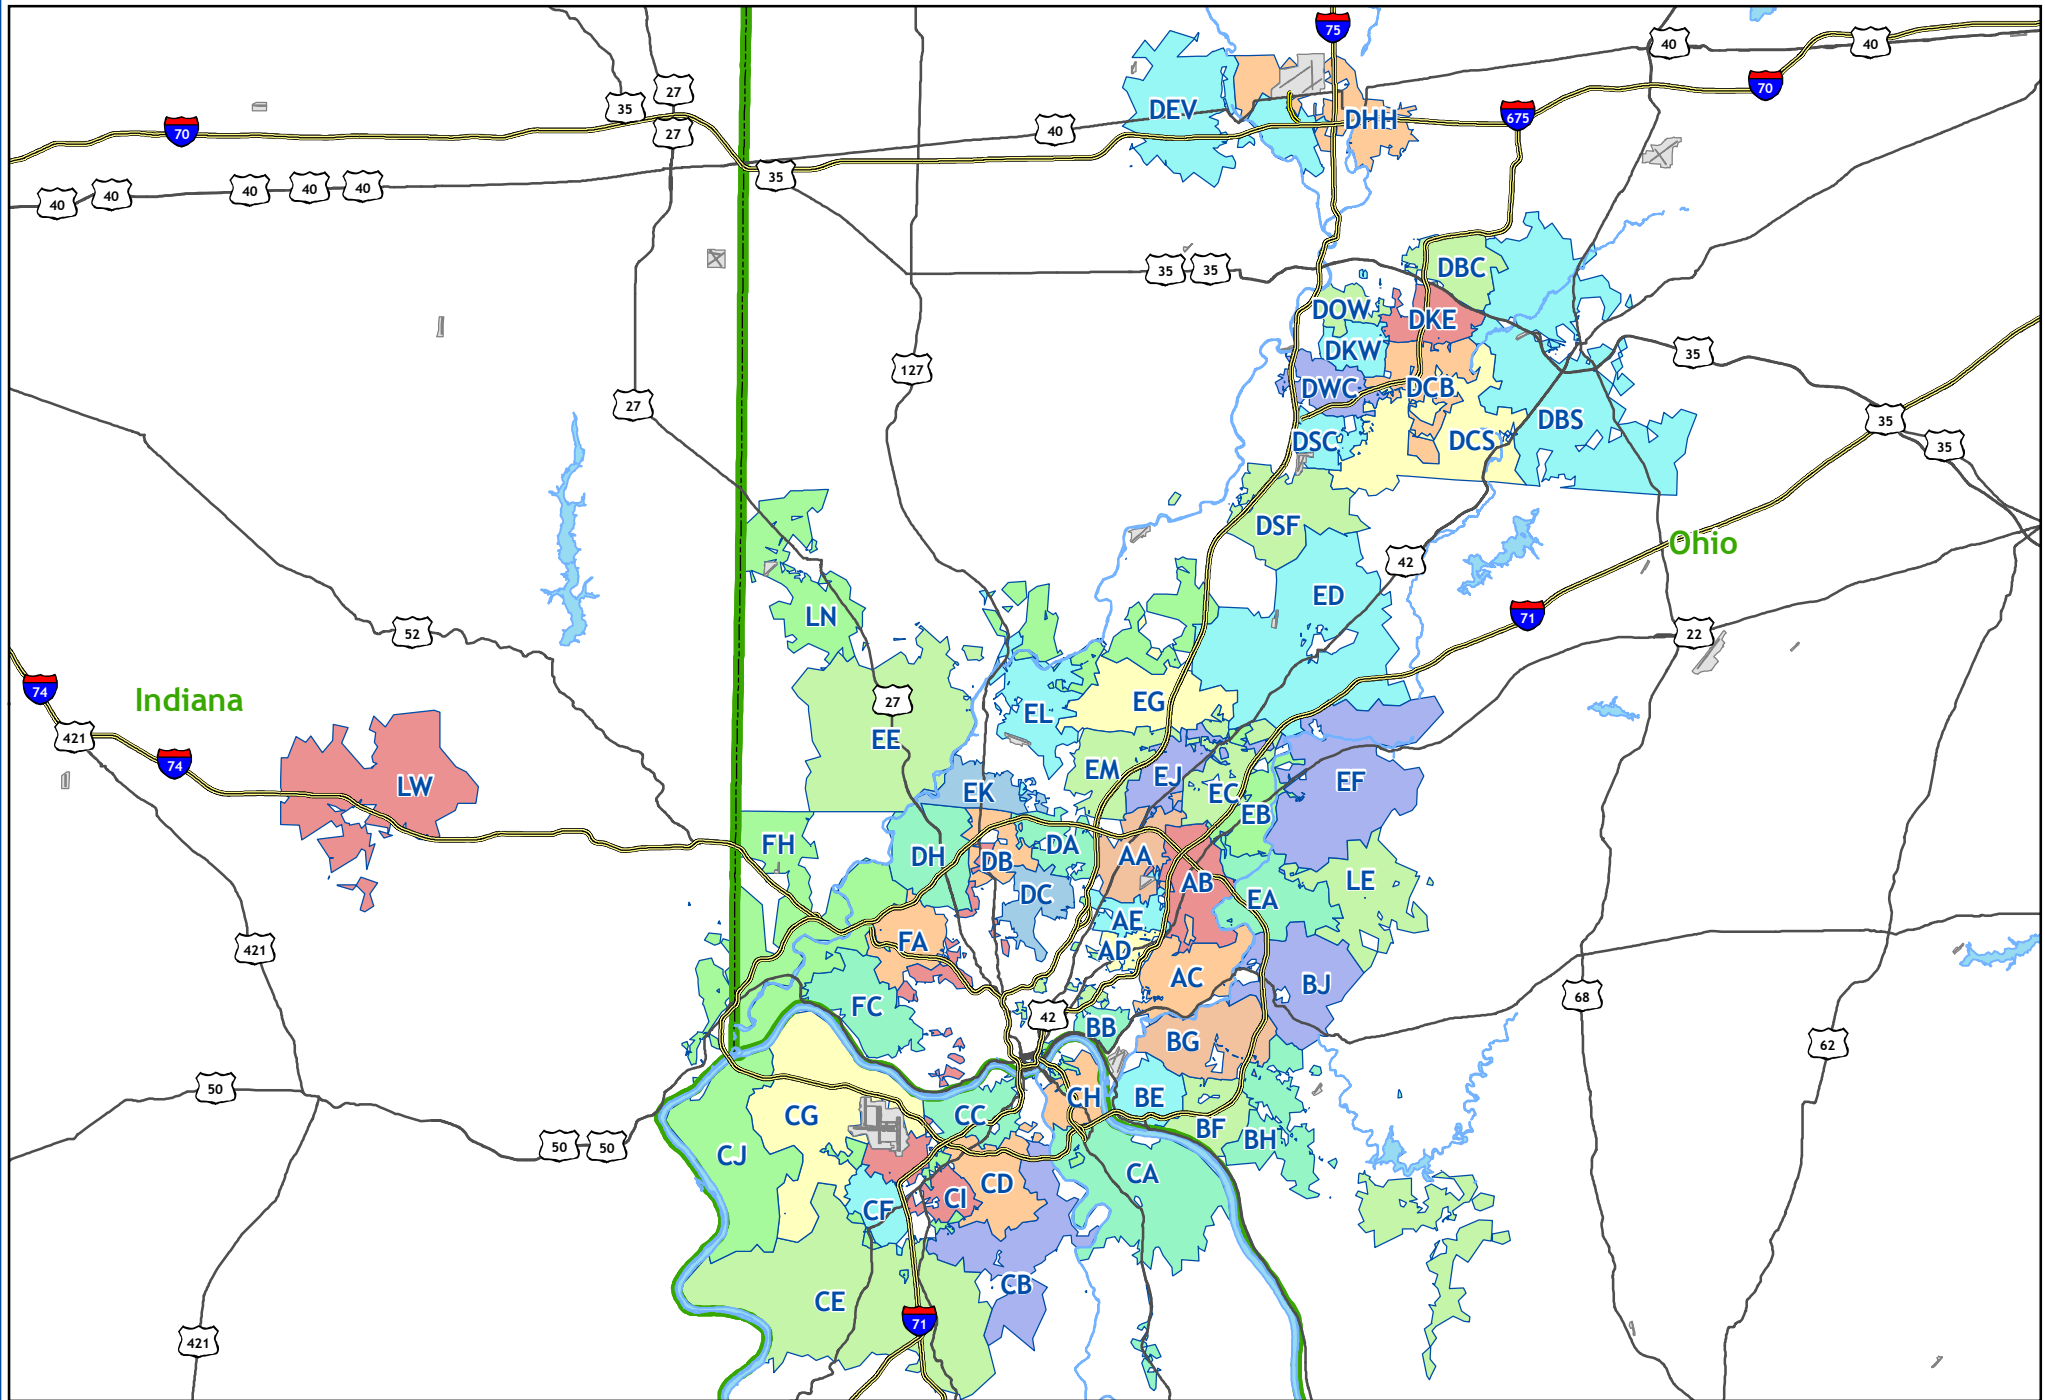 75
40
40
70
27
35
675
DEV
DHH
40
70
27
35
40
40
40
40
40
35
35
DBC
DOW
DKE
DKW
35
127
DWC
DCB
27
DBS
35
DSC
DCS
35
DSF
Ohio
42
ED
LN
71
52
22
74
Indiana
27
EG
EL
421
EE
74
EM
EJ
EF
LW
EK
EC
EB
FH
DH
DB
DA
AA
AB
LE
DC
EA
AE
FA
421
AD
AC
BJ
68
FC
42
BB
BG
62
50
CH
BE
CG
CC
BF
BH
50
50
CJ
CA
CD
CI
CF
CB
CE
71
421